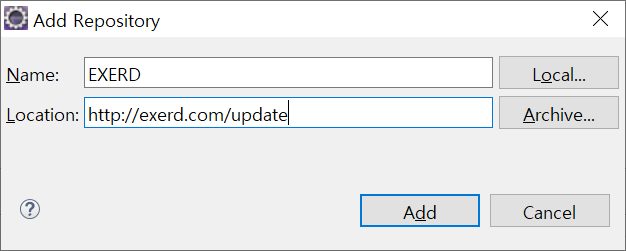 Add Repository
Name: EXERD Local...
Location: http://exerd.com/update Archive...
? Add Cancel